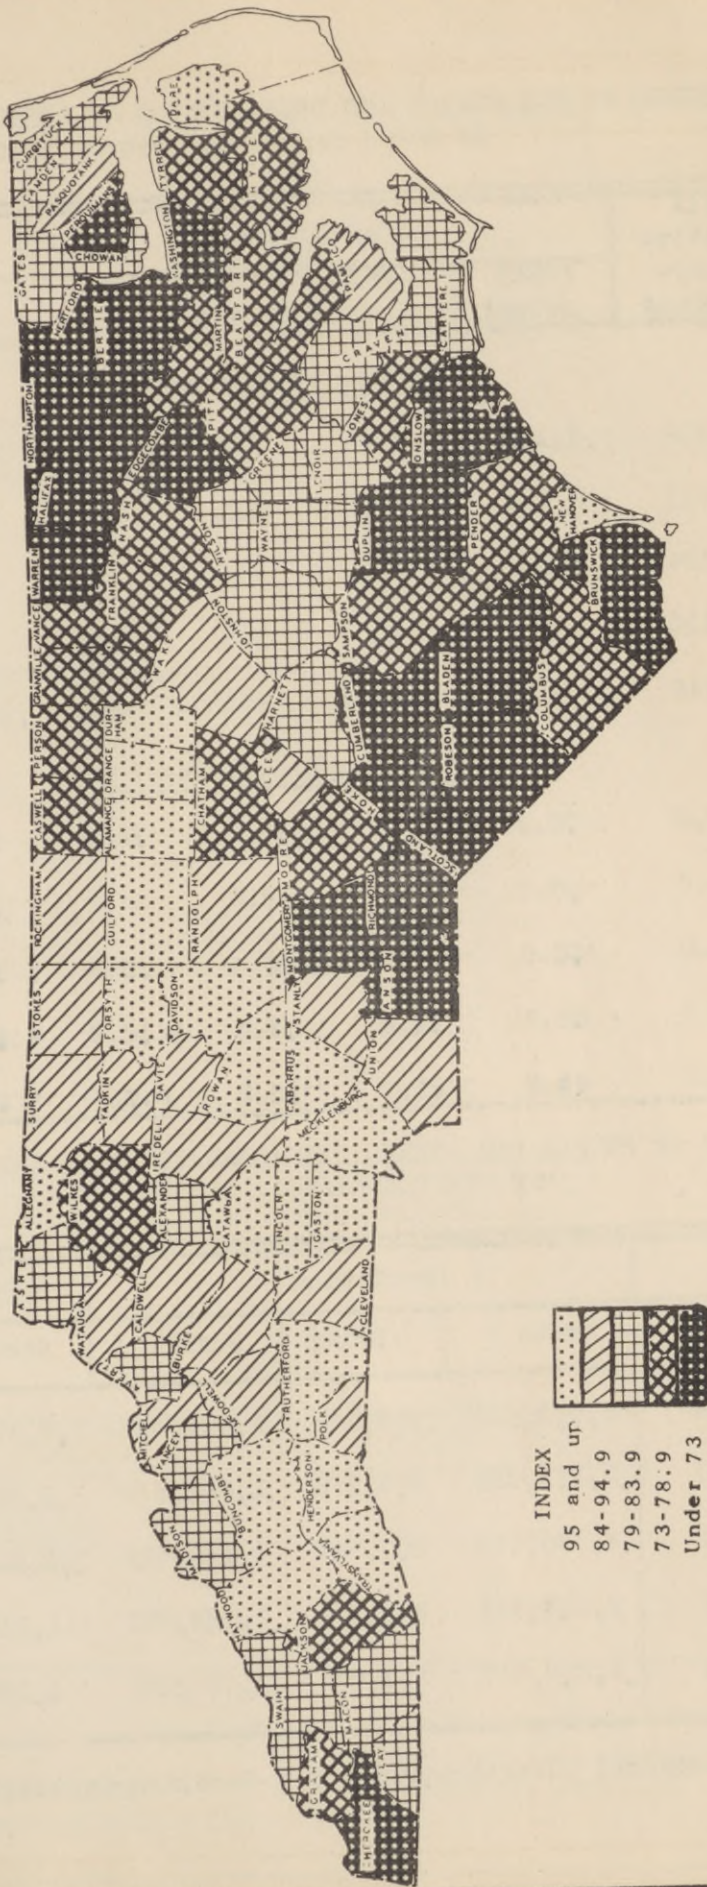 CURRITUCK
CAMDEN
PASQUOTANK
PERQUIMANS
GATES
CHOWAN
HERTFORD
BERTIE
NORTHAMPTON
HALIFAX
WARREN
VANCE
GRANVILLE
PERSON
CASWELL
ROCKINGHAM
STOKES
SURRY
ALLEGHANY
ASHE
DARE
TYRRELL
HYDE
WASHINGTON
BEAUFORT
MARTIN
PITT
EDGECOMBE
NASH
FRANKLIN
WILSON
WAKE
JOHNSTON
DUR-
HAM
ORANGE
ALAMANCE
GUILFORD
FORSYTH
YADKIN
WILKES
WATAUGA
PAMLICO
CRAVEN
CARTERET
JONES
LENOIR
GREENE
WAYNE
ONSLOW
DUPLIN
SAMPSON
HARNETT
LEE
CHATHAM
RANDOLPH
DAVIDSON
DAVIE
ROWAN
IREDELL
ALEXANDER
CATAWBA
CALDWELL
BURKE
AVERY
MITCHELL
YANCEY
MADISON
PENDER
NEW
HANOVER
BRUNSWICK
COLUMBUS
BLADEN
ROBESON
CUMBERLAND
HOKE
SCOTLAND
MOORE
RICHMOND
MONTGOMERY
ANSON
STANLY
UNION
CABARRUS
MECKLENBURG
LINCOLN
GASTON
CLEVELAND
RUTHERFORD
POLK
McDOWELL
BUNCOMBE
HENDERSON
TRANSYLVANIA
HAYWOOD
JACKSON
SWAIN
MACON
GRAHAM
CLAY
CHEROKEE
INDEX
95 and up
84-94.9
79-83.9
73-78.9
Under 73